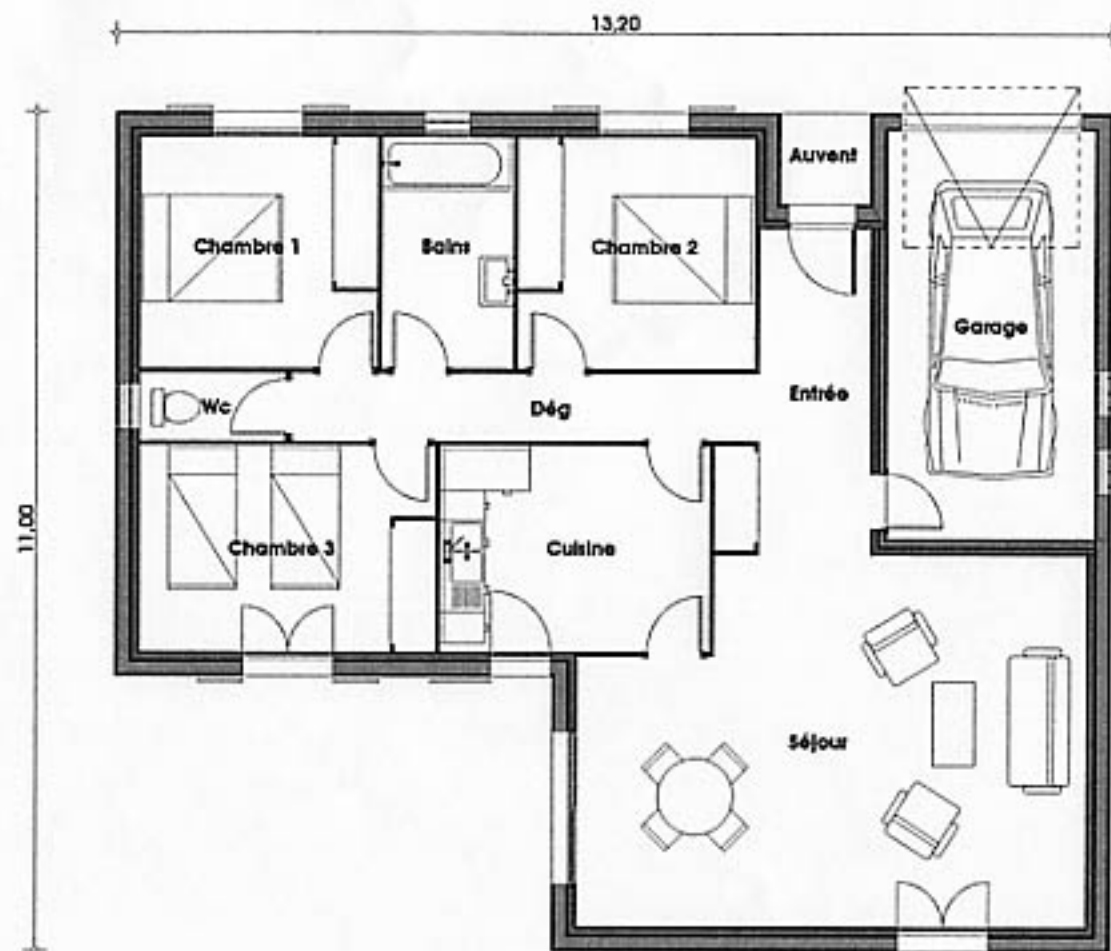 13,20
Auvent
Chambre 1
Bains
Chambre 2
Garage
Entrée
Wc
Dég
11,00
Chambre 3
Cuisine
Séjour